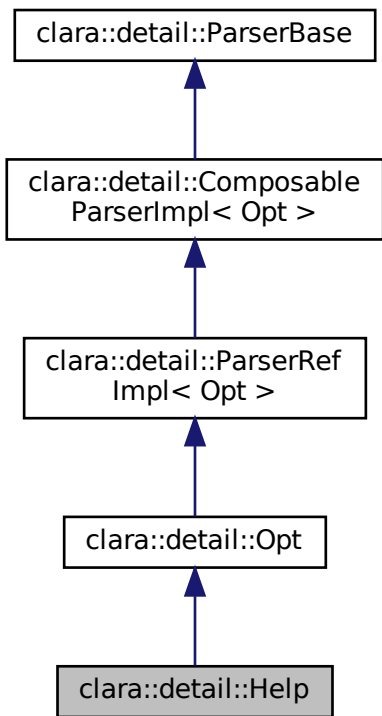 clara::detail::ParserBase
clara::detail::Composable
ParserImpl< Opt >
clara::detail::ParserRef
Impl< Opt >
clara::detail::Opt
clara::detail::Help